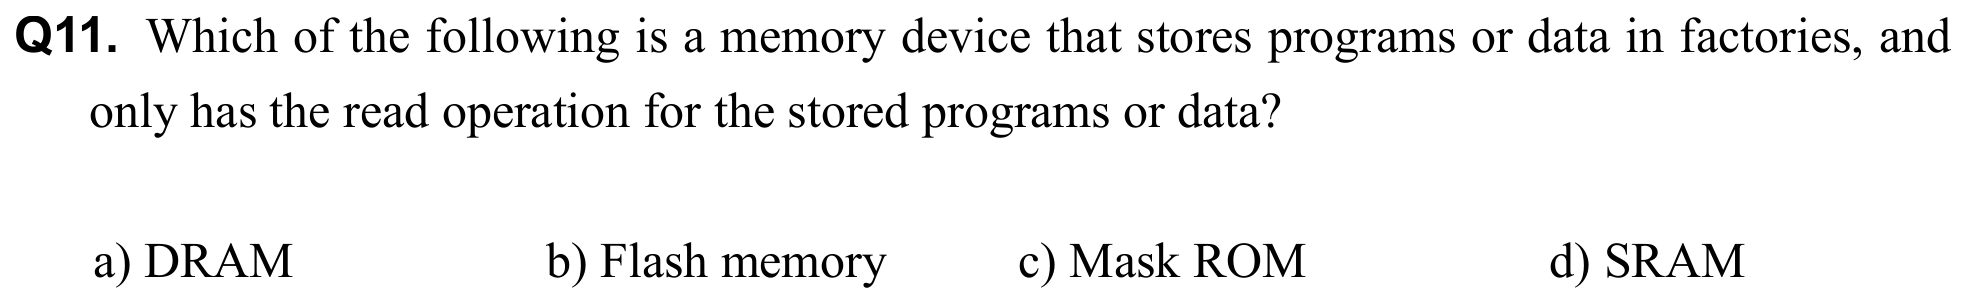 Q11. Which of the following is a memory device that stores programs or data in factories, and
only has the read operation for the stored programs or data?
a) DRAM b) Flash memory c) Mask ROM d) SRAM